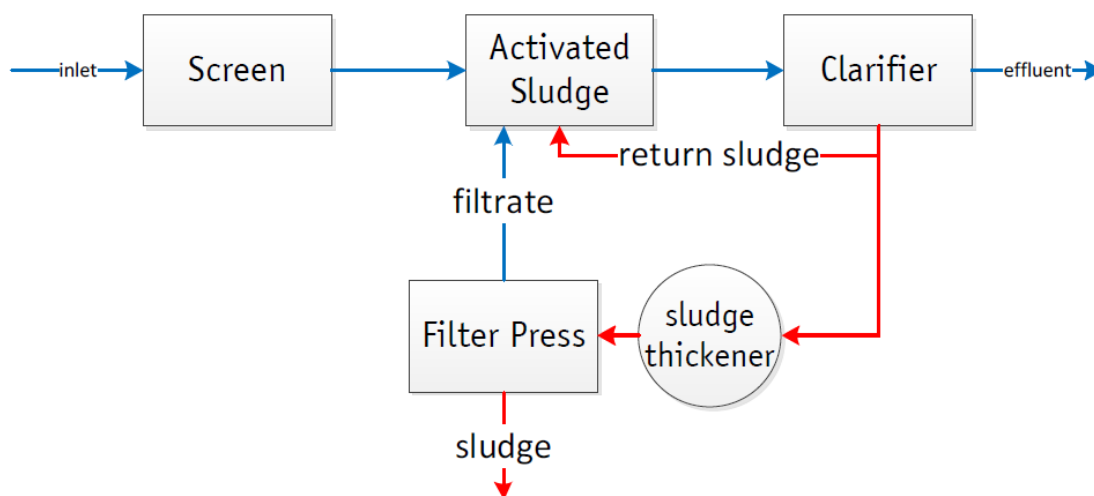 inlet
Screen
Activated
Sludge
Clarifier
effluent
return sludge
filtrate
Filter Press
sludge
thickener
sludge